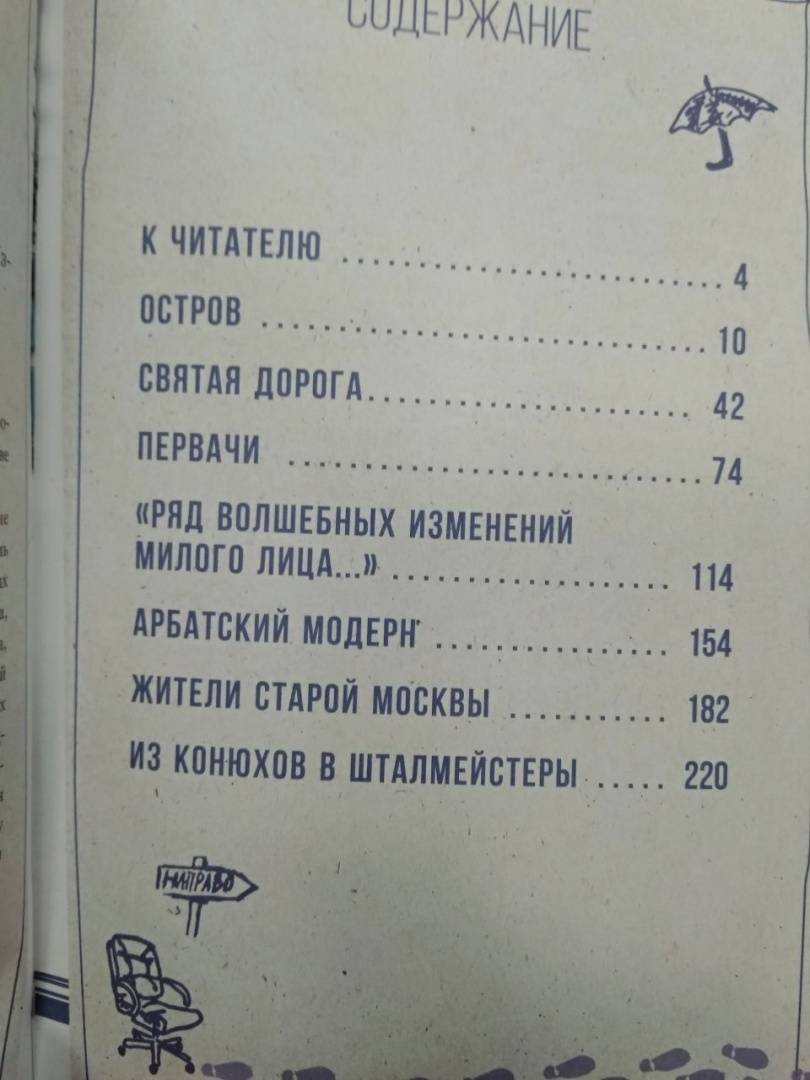 СОДЕРЖАНИЕ
К ЧИТАТЕЛЮ ........................ 4
ОСТРОВ ............................. 10
СВЯТАЯ ДОРОГА...................... 42
ПЕРВАЧИ ........................... 74
«РЯД ВОЛШЕБНЫХ ИЗМЕНЕНИЙ
МИЛОГО ЛИЦА...» .................. 114
АРБАТСКИЙ МОДЕРН ............... 154
ЖИТЕЛИ СТАРОЙ МОСКВЫ .......... 182
ИЗ КОНЮХОВ В ШТАЛМЕЙСТЕРЫ ..... 220
НАПРАВО